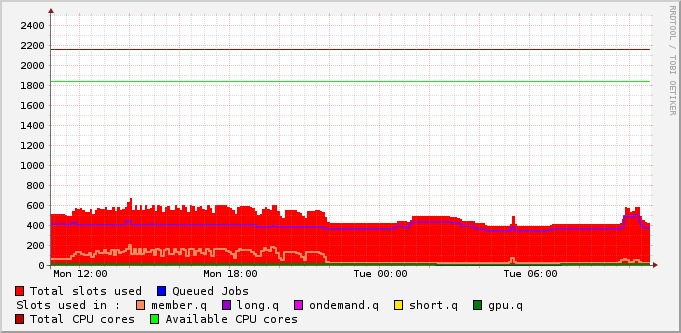 RRDTOOL / TOBI OETIKER
2400
2200
2000
1800
1600
1400
1200
1000
800
600
400
200
0
Mon 12:00 Mon 18:00 Tue 00:00 Tue 06:00
Total slots used Queued Jobs
Slots used in : member.q long.q ondemand.q short.q gpu.q
Total CPU cores Available CPU cores